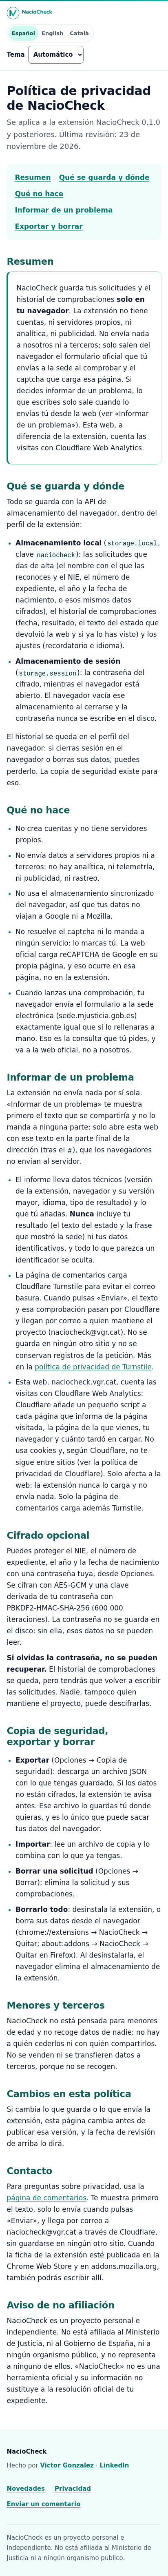 NacioCheck
Español English Català
Tema Automático
Política de privacidad
de NacioCheck
Se aplica a la extensión NacioCheck 0.1.0
y posteriores. Última revisión: 23 de
noviembre de 2026.
Resumen Qué se guarda y dónde
Qué no hace
Informar de un problema
Exportar y borrar
Resumen
NacioCheck guarda tus solicitudes y el
historial de comprobaciones solo en
tu navegador. La extensión no tiene
cuentas, ni servidores propios, ni
analítica, ni publicidad. No envía nada
a nosotros ni a terceros; solo sales del
navegador el formulario oficial que tú
envías a la sede al comprobar y el
captcha que carga esa página. Si
decides informar de un problema, lo
que escribes solo sale cuando lo
envías tú desde la web (ver «Informar
de un problema»). Esta web, a
diferencia de la extensión, cuenta las
visitas con Cloudflare Web Analytics.
Qué se guarda y dónde
Todo se guarda con la API de
almacenamiento del navegador, dentro del
perfil de la extensión:
• Almacenamiento local (storage.local,
clave naciocheck): las solicitudes que
das de alta (el nombre con el que las
reconoces y el NIE, el número de
expediente, el año y la fecha de
nacimiento, o esos mismos datos
cifrados), el historial de comprobaciones
(fecha, resultado, el texto del estado que
devolvió la web y si ya lo has visto) y los
ajustes (recordatorio e idioma).
• Almacenamiento de sesión
(storage.session): la contraseña del
cifrado, mientras el navegador está
abierto. El navegador vacía ese
almacenamiento al cerrarse y la
contraseña nunca se escribe en el disco.
El historial se queda en el perfil del
navegador: si cierras sesión en el
navegador o borras sus datos, puedes
perderlo. La copia de seguridad existe para
eso.
Qué no hace
• No crea cuentas y no tiene servidores
propios.
• No envía datos a servidores propios ni a
terceros: no hay analítica, ni telemetría,
ni publicidad, ni rastreo.
• No usa el almacenamiento sincronizado
del navegador, así que tus datos no
viajan a Google ni a Mozilla.
• No resuelve el captcha ni lo manda a
ningún servicio: lo marcas tú. La web
oficial carga reCAPTCHA de Google en su
propia página, y eso ocurre en esa
página, no en la extensión.
• Cuando lanzas una comprobación, tu
navegador envía el formulario a la sede
electrónica (sede.mjusticia.gob.es)
exactamente igual que si lo rellenaras a
mano. Eso es la consulta que tú pides, y
va a la web oficial, no a nosotros.
Informar de un problema
La extensión no envía nada por sí sola.
«Informar de un problema» te muestra
primero el texto que se compartiría y no lo
manda a ninguna parte: solo abre esta web
con ese texto en la parte final de la
dirección (tras el #), que los navegadores
no envían al servidor.
• El informe lleva datos técnicos (versión
de la extensión, navegador y su versión
mayor, idioma, tipo de resultado) y lo
que tú añadas. Nunca incluye tu
resultado (el texto del estado y la frase
que mostró la sede) ni tus datos
identificativos, y todo lo que parezca un
identificador se oculta.
• La página de comentarios carga
Cloudflare Turnstile para evitar el correo
basura. Cuando pulsas «Enviar», el texto
y esa comprobación pasan por Cloudflare
y llegan por correo a quien mantiene el
proyecto (naciocheck@vgr.cat). No se
guarda en ningún otro sitio y no se
conservan registros de la petición. Más
en la política de privacidad de Turnstile.
• Esta web, naciocheck.vgr.cat, cuenta las
visitas con Cloudflare Web Analytics:
Cloudflare añade un pequeño script a
cada página que informa de la página
visitada, la página de la que vienes, tu
navegador y cuánto tardó en cargar. No
usa cookies y, según Cloudflare, no te
sigue entre sitios (ver la política de
privacidad de Cloudflare). Solo afecta a la
web: la extensión nunca lo carga y no
envía nada. Solo la página de
comentarios carga además Turnstile.
Cifrado opcional
Puedes proteger el NIE, el número de
expediente, el año y la fecha de nacimiento
con una contraseña tuya, desde Opciones.
Se cifran con AES-GCM y una clave
derivada de tu contraseña con
PBKDF2-HMAC-SHA-256 (600 000
iteraciones). La contraseña no se guarda en
el disco: sin ella, esos datos no se pueden
leer.
Si olvidas la contraseña, no se pueden
recuperar. El historial de comprobaciones
se queda, pero tendrás que volver a escribir
las solicitudes. Nadie, tampoco quien
mantiene el proyecto, puede descifrarlas.
Copia de seguridad,
exportar y borrar
• Exportar (Opciones → Copia de
seguridad): descarga un archivo JSON
con lo que tengas guardado. Si los datos
no están cifrados, la extensión te avisa
antes. Ese archivo lo guardas tú donde
quieras, y es lo único que puede sacar
tus datos del navegador.
• Importar: lee un archivo de copia y lo
combina con lo que ya tengas.
• Borrar una solicitud (Opciones →
Borrar): elimina la solicitud y sus
comprobaciones.
• Borrarlo todo: desinstala la extensión, o
borra sus datos desde el navegador
(chrome://extensions → NacioCheck →
Quitar; about:addons → NacioCheck →
Quitar en Firefox). Al desinstalarla, el
navegador elimina el almacenamiento de
la extensión.
Menores y terceros
NacioCheck no está pensada para menores
de edad y no recoge datos de nadie: no hay
a quién cederlos ni con quién compartirlos.
No se venden ni se transfieren datos a
terceros, porque no se recogen.
Cambios en esta política
Si cambia lo que guarda o lo que envía la
extensión, esta página cambia antes de
publicar esa versión, y la fecha de revisión
de arriba lo dirá.
Contacto
Para preguntas sobre privacidad, usa la
página de comentarios. Te muestra primero
el texto, solo lo envía cuando pulsas
«Enviar», y llega por correo a
naciocheck@vgr.cat a través de Cloudflare,
sin guardarse en ningún otro sitio. Cuando
la ficha de la extensión esté publicada en la
Chrome Web Store y en addons.mozilla.org,
también podrás escribir allí.
Aviso de no afiliación
NacioCheck es un proyecto personal e
independiente. No está afiliada al Ministerio
de Justicia, ni al Gobierno de España, ni a
ningún organismo público, y no representa
a ninguno de ellos. «NacioCheck» no es una
herramienta oficial y su información no
sustituye a la resolución oficial de tu
expediente.
NacioCheck
Hecho por Victor Gonzalez · LinkedIn
Novedades Privacidad
Enviar un comentario
NacioCheck es un proyecto personal e
independiente. No está afiliada al Ministerio de
Justicia ni a ningún organismo público.